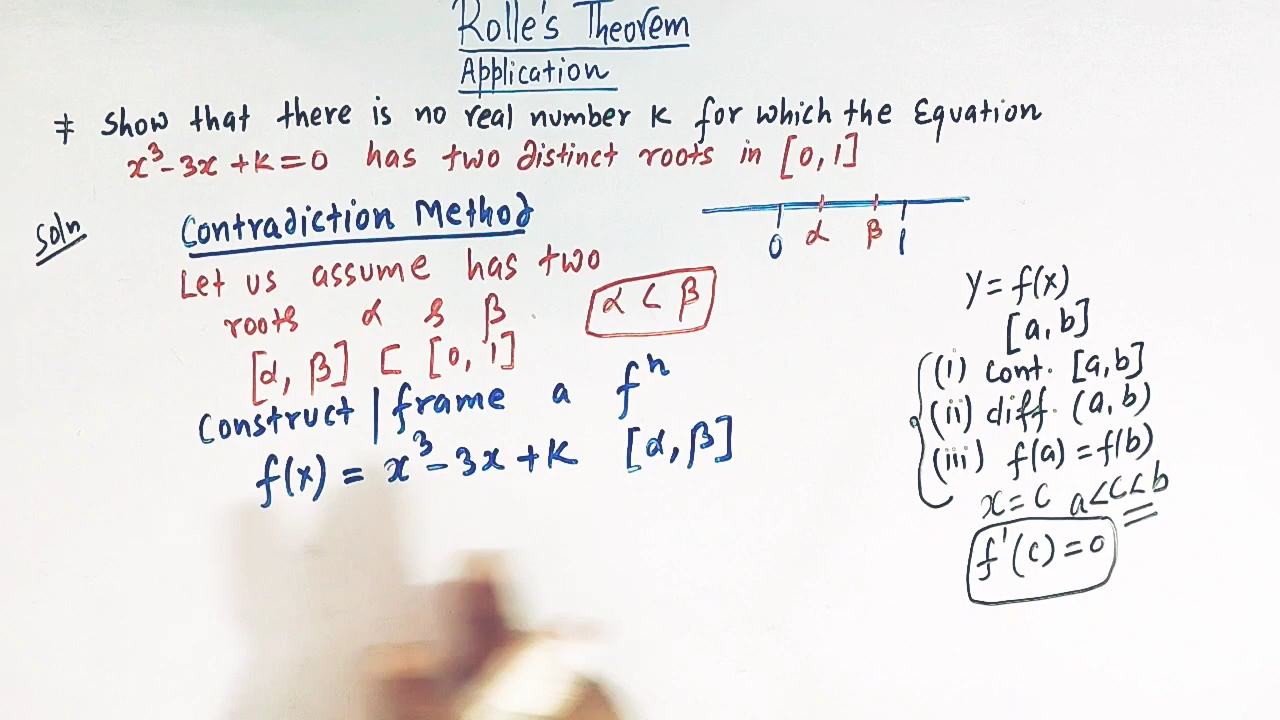 Rolle's Theorem
Application
# Show that there is no real number K for which the Equation
x³-3x+K=0 has two distinct roots in [0,1]
Soln
Contradiction Method
0 α β 1
Let us assume has two
roots α & β
α < β
[α, β] ⊂ [0, 1]
Construct | frame a fⁿ
f(x) = x³-3x+K [α, β]
y = f(x)
[a, b]
(i) cont. [a,b]
(ii) diff. (a, b)
(iii) f(a) = f(b)
x = c a<c<b
f'(c) = 0